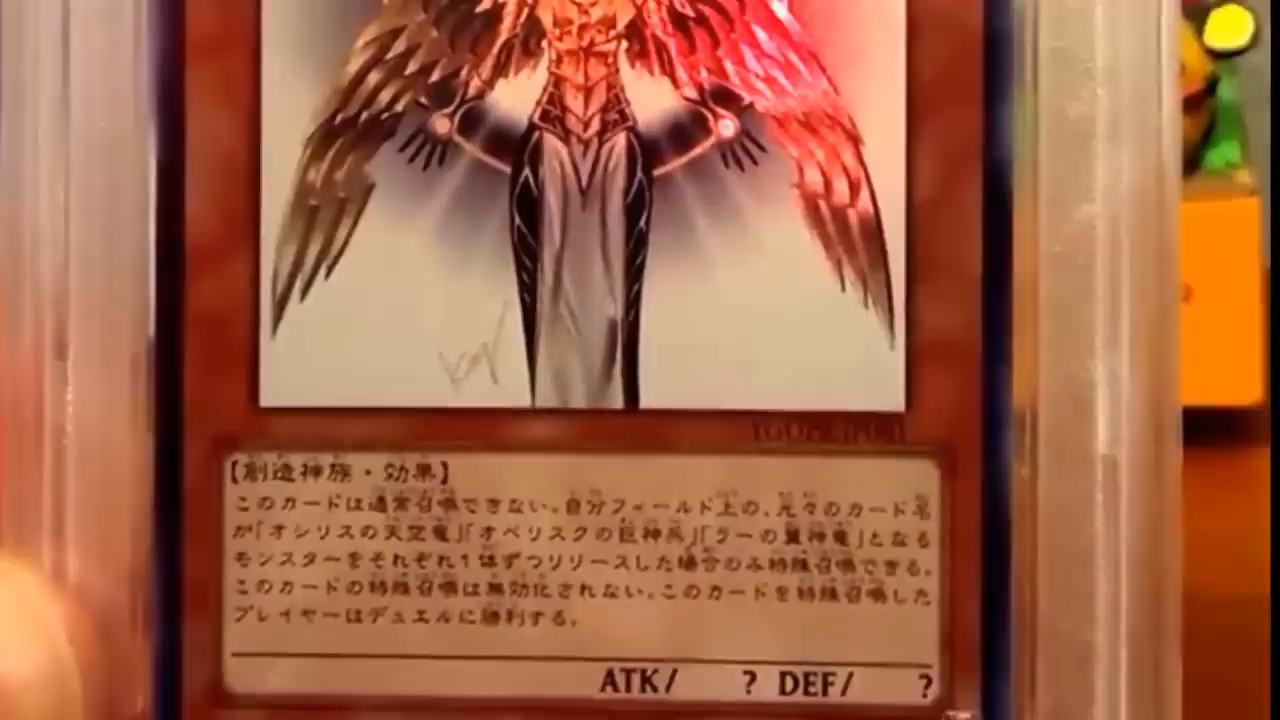 【創造神族・効果】
このカードは通常召喚できない。自分フィールド上の、元々のカード名
が「オシリスの天空竜」「オベリスクの巨神兵」「ラーの翼神竜」となる
モンスターをそれぞれ1体ずつリリースした場合のみ特殊召喚できる。
このカードの特殊召喚は無効化されない。このカードを特殊召喚した
プレイヤーはデュエルに勝利する。
ATK/ ? DEF/ ?